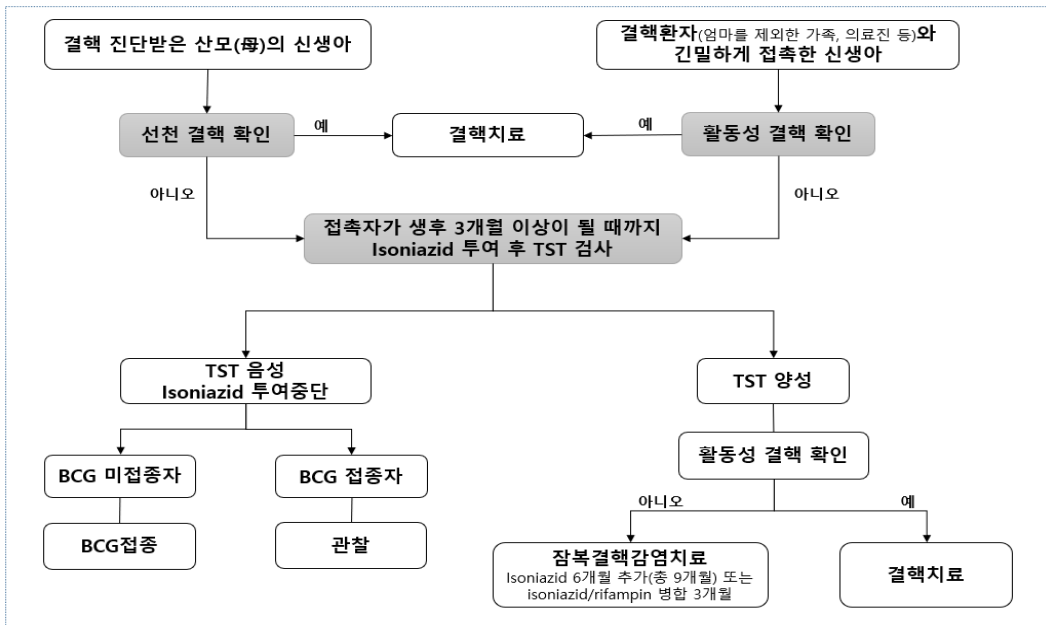 결핵 진단받은 산모(母)의 신생아
결핵환자(엄마를 제외한 가족, 의료진 등)와
긴밀하게 접촉한 신생아
선천 결핵 확인
예
결핵치료
예
활동성 결핵 확인
아니오
아니오
접촉자가 생후 3개월 이상이 될 때까지
Isoniazid 투여 후 TST 검사
TST 음성
Isoniazid 투여중단
TST 양성
BCG 미접종자
BCG 접종자
활동성 결핵 확인
BCG접종
관찰
아니오
예
잠복결핵감염치료
Isoniazid 6개월 추가(총 9개월) 또는
isoniazid/rifampin 병합 3개월
결핵치료